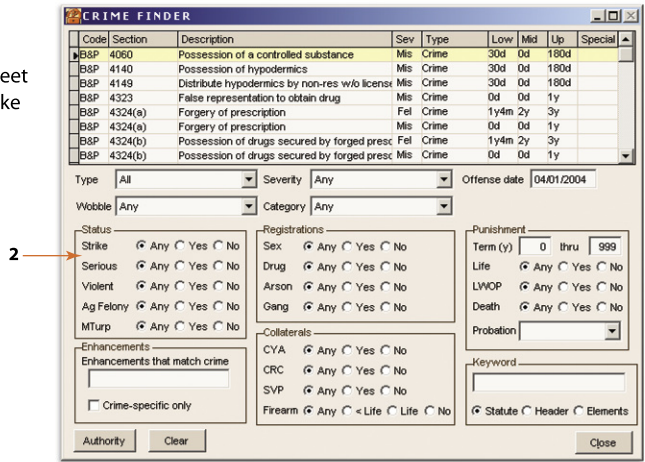 CRIME FINDER
Code Section Description Sev Type Low Mid Up Special
B&P 4060 Possession of a controlled substance Mis Crime 30d 0d 180d
B&P 4140 Possession of hypodermics Mis Crime 30d 0d 180d
B&P 4149 Distribute hypodermics by non-res w/o license Mis Crime 30d 0d 180d
B&P 4323 False representation to obtain drug Mis Crime 0d 0d 1y
B&P 4324(a) Forgery of prescription Fel Crime 1y4m 2y 3y
B&P 4324(a) Forgery of prescription Mis Crime 0d 0d 1y
B&P 4324(b) Possession of drugs secured by forged presc Fel Crime 1y4m 2y 3y
B&P 4324(b) Possession of drugs secured by forged presc Mis Crime 0d 0d 1y
eet
ke
Type All Severity Any Offense date 04/01/2004
Wobble Any Category Any
Status
Strike Any Yes No
Serious Any Yes No
Violent Any Yes No
Ag Felony Any Yes No
MTurp Any Yes No
2
Registrations
Sex Any Yes No
Drug Any Yes No
Arson Any Yes No
Gang Any Yes No
Punishment
Term (y) 0 thru 999
Life Any Yes No
LWOP Any Yes No
Death Any Yes No
Probation
Enhancements
Enhancements that match crime
Crime-specific only
Collaterals
CYA Any Yes No
CRC Any Yes No
SVP Any Yes No
Firearm Any < Life Life No
Keyword
Statute Header Elements
Authority Clear Close